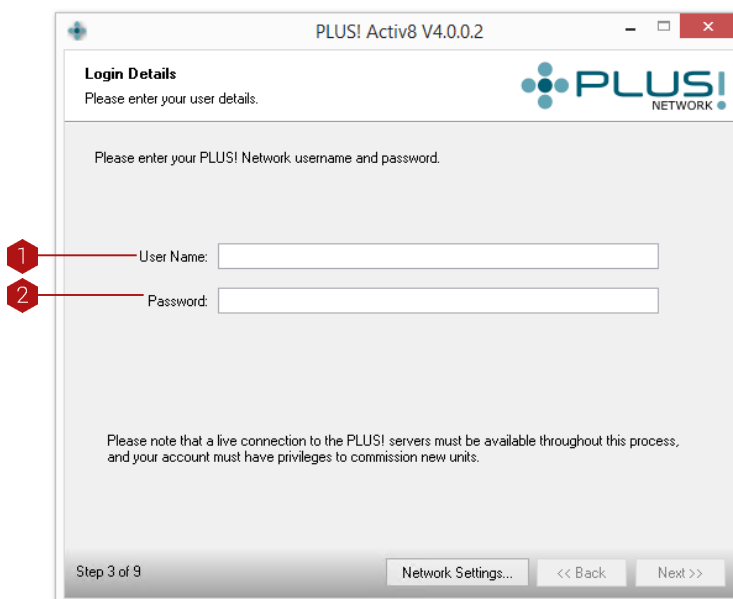 PLUS! Activ8 V4.0.0.2
Login Details
Please enter your user details.
PLUS!
NETWORK
Please enter your PLUS! Network username and password.
1
User Name:
2
Password:
Please note that a live connection to the PLUS! servers must be available throughout this process,
and your account must have privileges to commission new units.
Step 3 of 9
Network Settings...
<< Back
Next >>